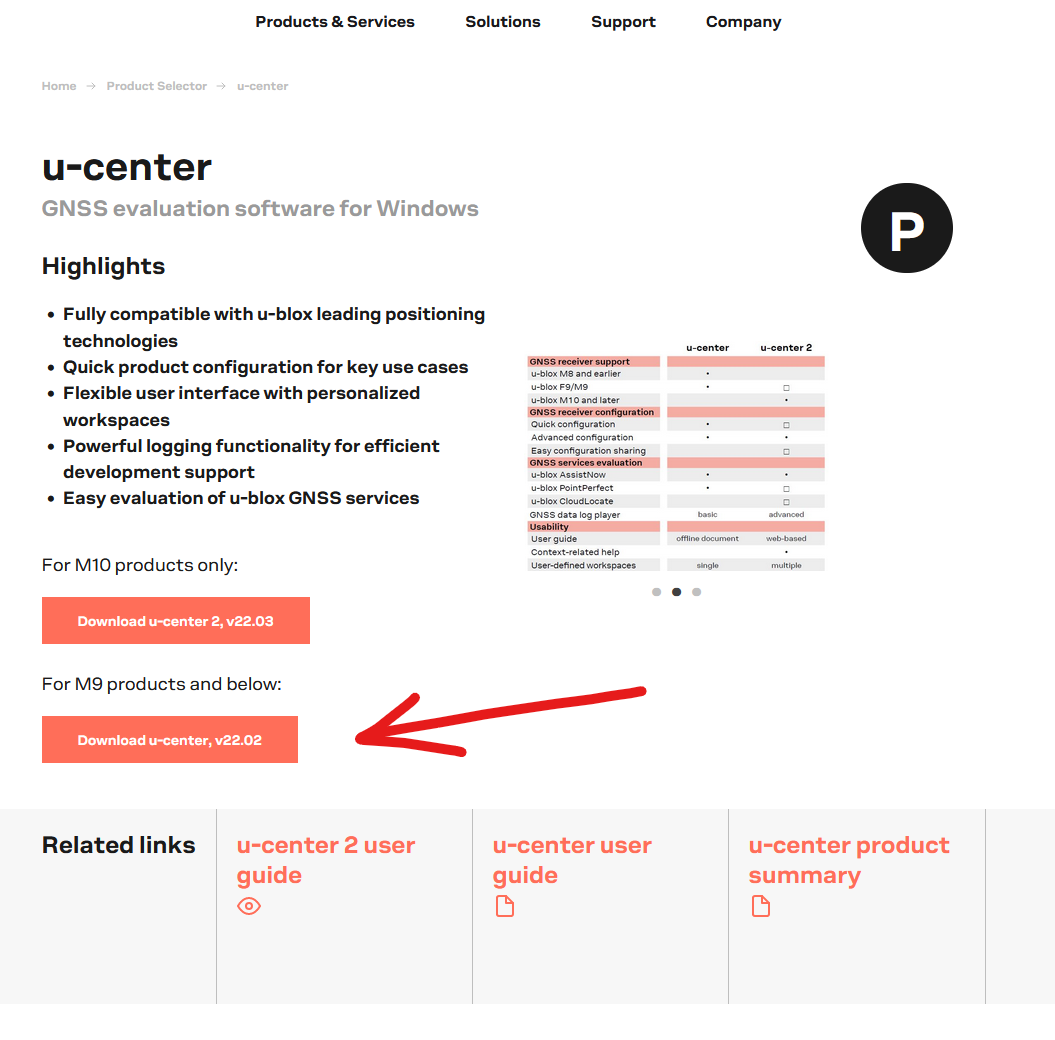 Products & Services Solutions Support Company
Home → Product Selector → u-center
u-center
GNSS evaluation software for Windows
P
Highlights
• Fully compatible with u-blox leading positioning
technologies
• Quick product configuration for key use cases
• Flexible user interface with personalized
workspaces
• Powerful logging functionality for efficient
development support
• Easy evaluation of u-blox GNSS services
For M10 products only:
Download u-center 2, v22.03
For M9 products and below:
Download u-center, v22.02
u-center u-center 2
GNSS receiver support
u-blox M8 and earlier •
u-blox F9/M9 • □
u-blox M10 and later •
GNSS receiver configuration
Quick configuration • □
Advanced configuration • •
Easy configuration sharing □
GNSS services evaluation
u-blox AssistNow • •
u-blox PointPerfect • □
u-blox CloudLocate □
GNSS data log player basic advanced
Usability
User guide offline document web-based
Context-related help •
User-defined workspaces single multiple
Related links
u-center 2 user
guide
u-center user
guide
u-center product
summary